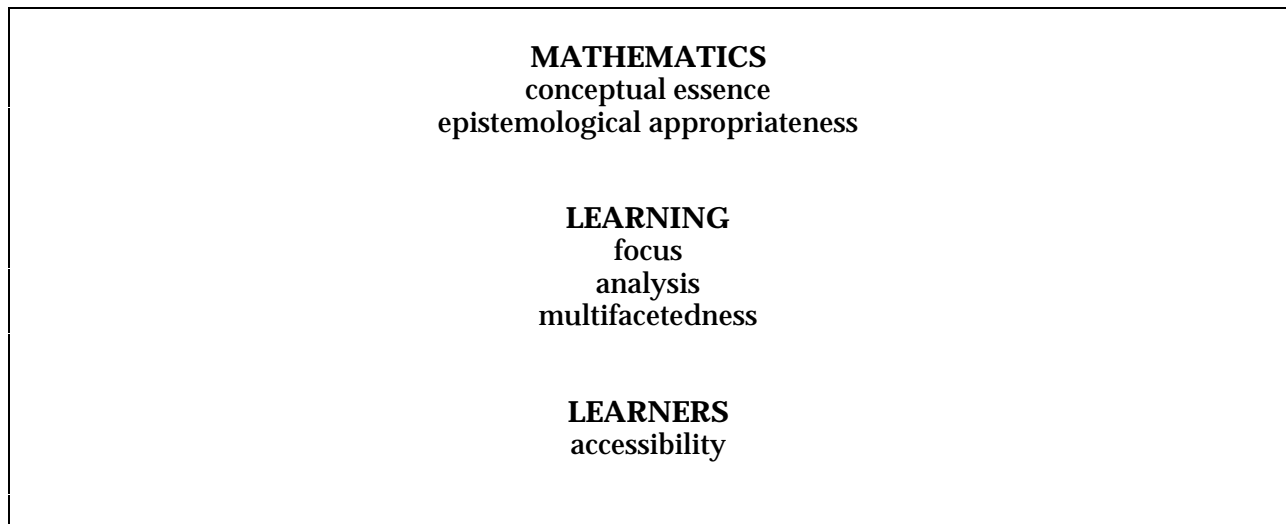 MATHEMATICS
conceptual essence
epistemological appropriateness
LEARNING
focus
analysis
multifacetedness
LEARNERS
accessibility